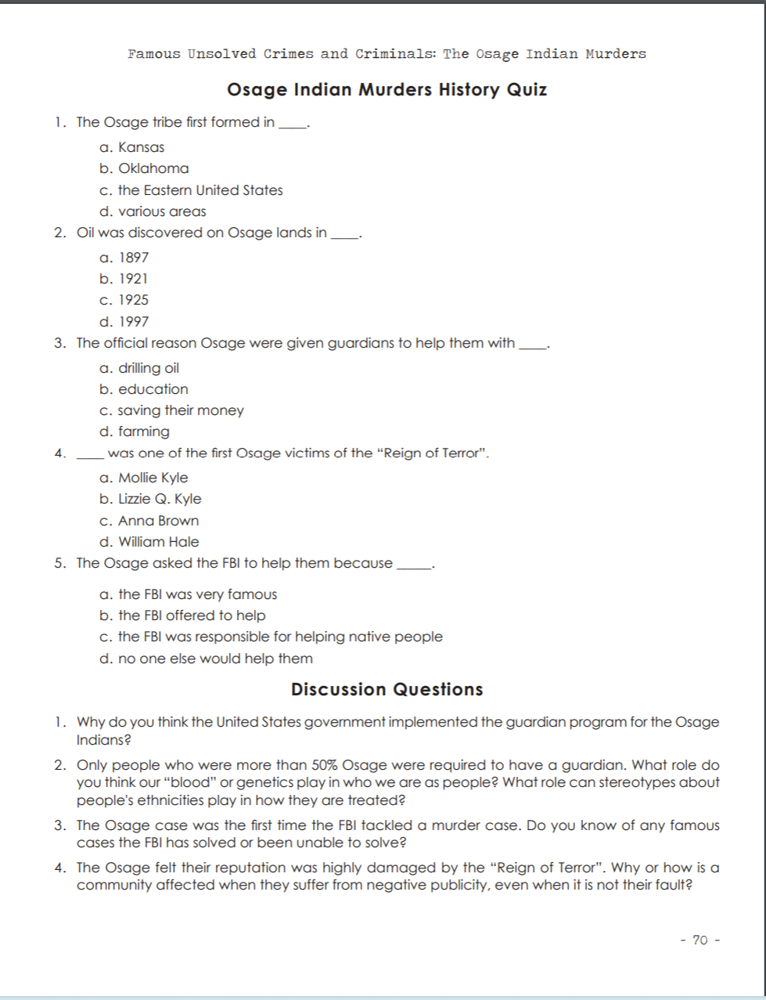 Famous Unsolved Crimes and Criminals: The Osage Indian Murders
Osage Indian Murders History Quiz
1. The Osage tribe first formed in ____.
a. Kansas
b. Oklahoma
c. the Eastern United States
d. various areas
2. Oil was discovered on Osage lands in ____.
a. 1897
b. 1921
c. 1925
d. 1997
3. The official reason Osage were given guardians to help them with ____.
a. drilling oil
b. education
c. saving their money
d. farming
4. ____ was one of the first Osage victims of the “Reign of Terror”.
a. Mollie Kyle
b. Lizzie Q. Kyle
c. Anna Brown
d. William Hale
5. The Osage asked the FBI to help them because _____.
a. the FBI was very famous
b. the FBI offered to help
c. the FBI was responsible for helping native people
d. no one else would help them
Discussion Questions
1. Why do you think the United States government implemented the guardian program for the Osage
Indians?
2. Only people who were more than 50% Osage were required to have a guardian. What role do
you think our “blood” or genetics play in who we are as people? What role can stereotypes about
people's ethnicities play in how they are treated?
3. The Osage case was the first time the FBI tackled a murder case. Do you know of any famous
cases the FBI has solved or been unable to solve?
4. The Osage felt their reputation was highly damaged by the “Reign of Terror”. Why or how is a
community affected when they suffer from negative publicity, even when it is not their fault?
- 70 -